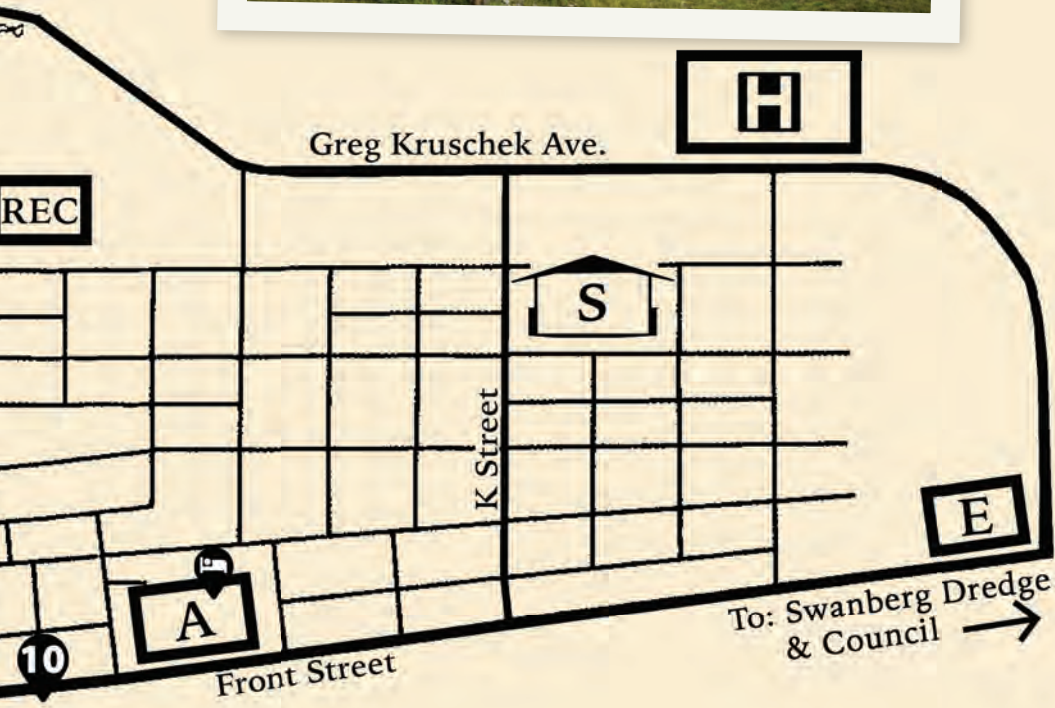 H
Greg Kruschek Ave.
REC
S
K Street
E
A
10
To: Swanberg Dredge
& Council
Front Street